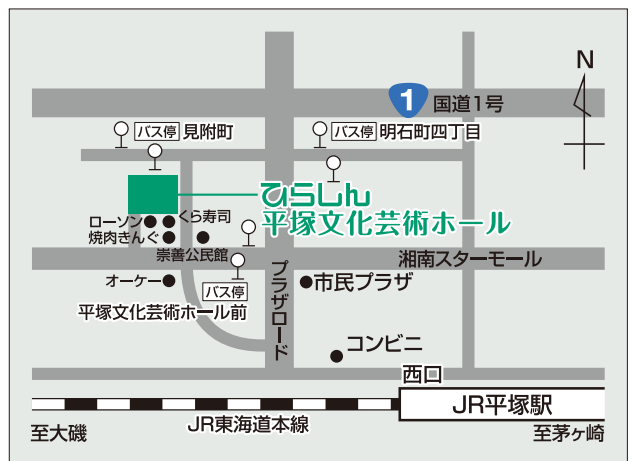 N
1
国道1号
バス停 見附町
バス停 明石町四丁目
ひらしん
平塚文化芸術ホール
ローソン
くら寿司
焼肉きんぐ
崇善公民館
湘南スターモール
オーケー
バス停
平塚文化芸術ホール前
プラザロード
市民プラザ
コンビニ
西口
JR平塚駅
JR東海道本線
至大磯
至茅ヶ崎